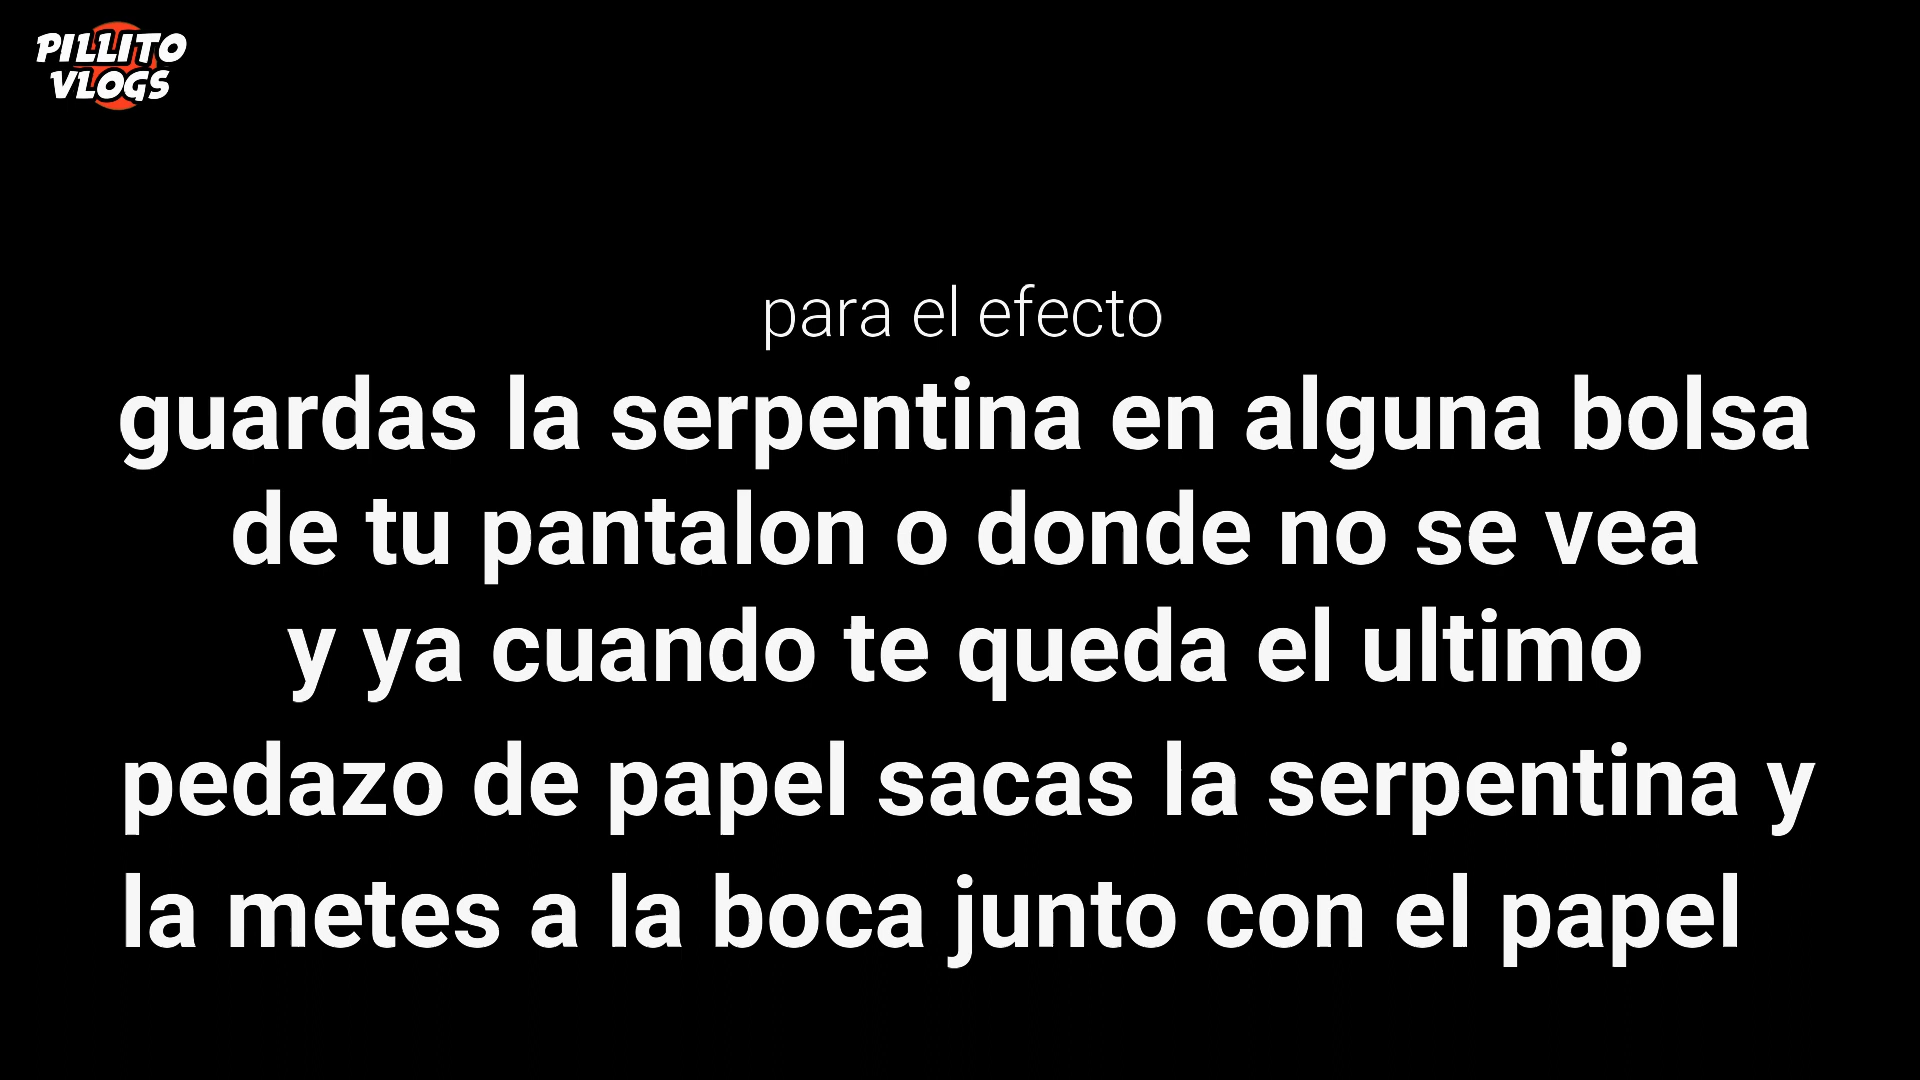 PILLITO
VLOGS
para el efecto
guardas la serpentina en alguna bolsa
de tu pantalon o donde no se vea
y ya cuando te queda el ultimo
pedazo de papel sacas la serpentina y
la metes a la boca junto con el papel